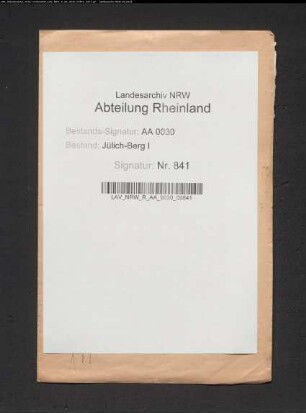 Landesarchiv NRW
Abteilung Rheinland
Bestands-Signatur: AA 0030
Bestand: Jülich-Berg I
Signatur: Nr. 841
LAV_NRW_R_AA_0030_00841